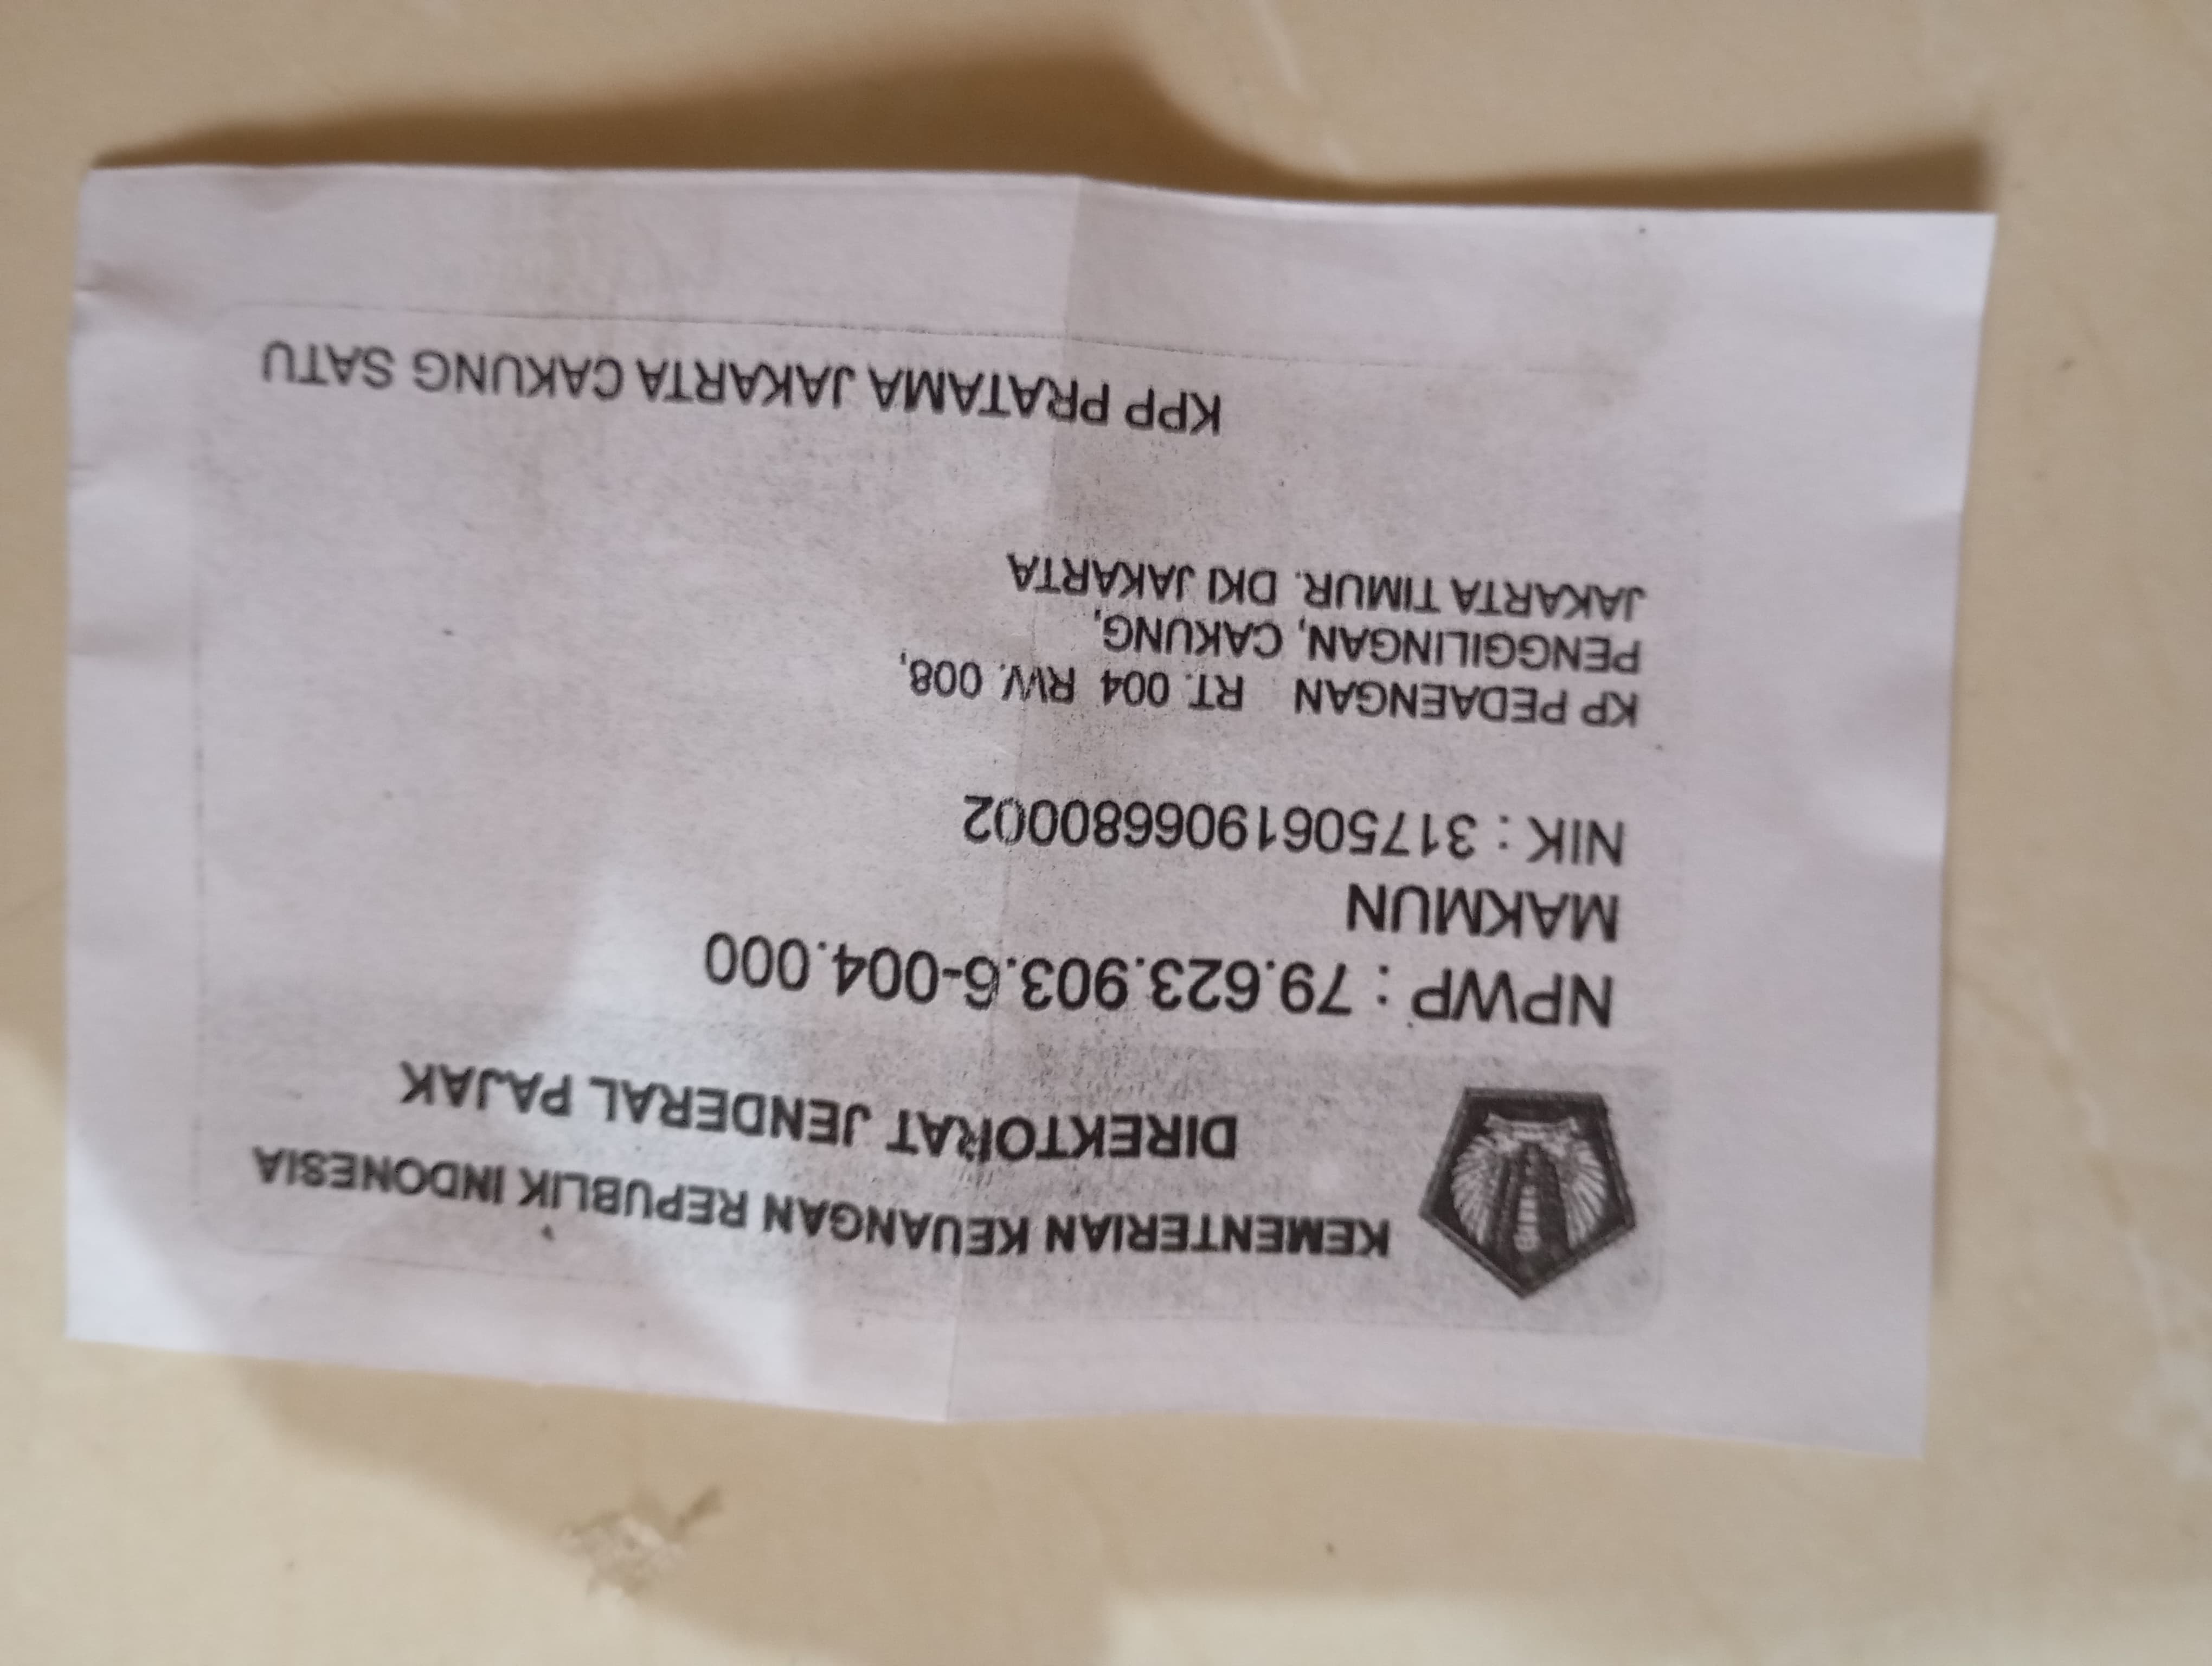 KEMENTERIAN KEUANGAN REPUBLIK INDONESIA
DIREKTORAT JENDERAL PAJAK
NPWP : 79.623.903.6-004.000
MAKMUN
NIK : 3175061906680002
KP PEDAENGAN RT. 004 RW. 008,
PENGGILINGAN, CAKUNG,
JAKARTA TIMUR. DKI JAKARTA
KPP PRATAMA JAKARTA CAKUNG SATU